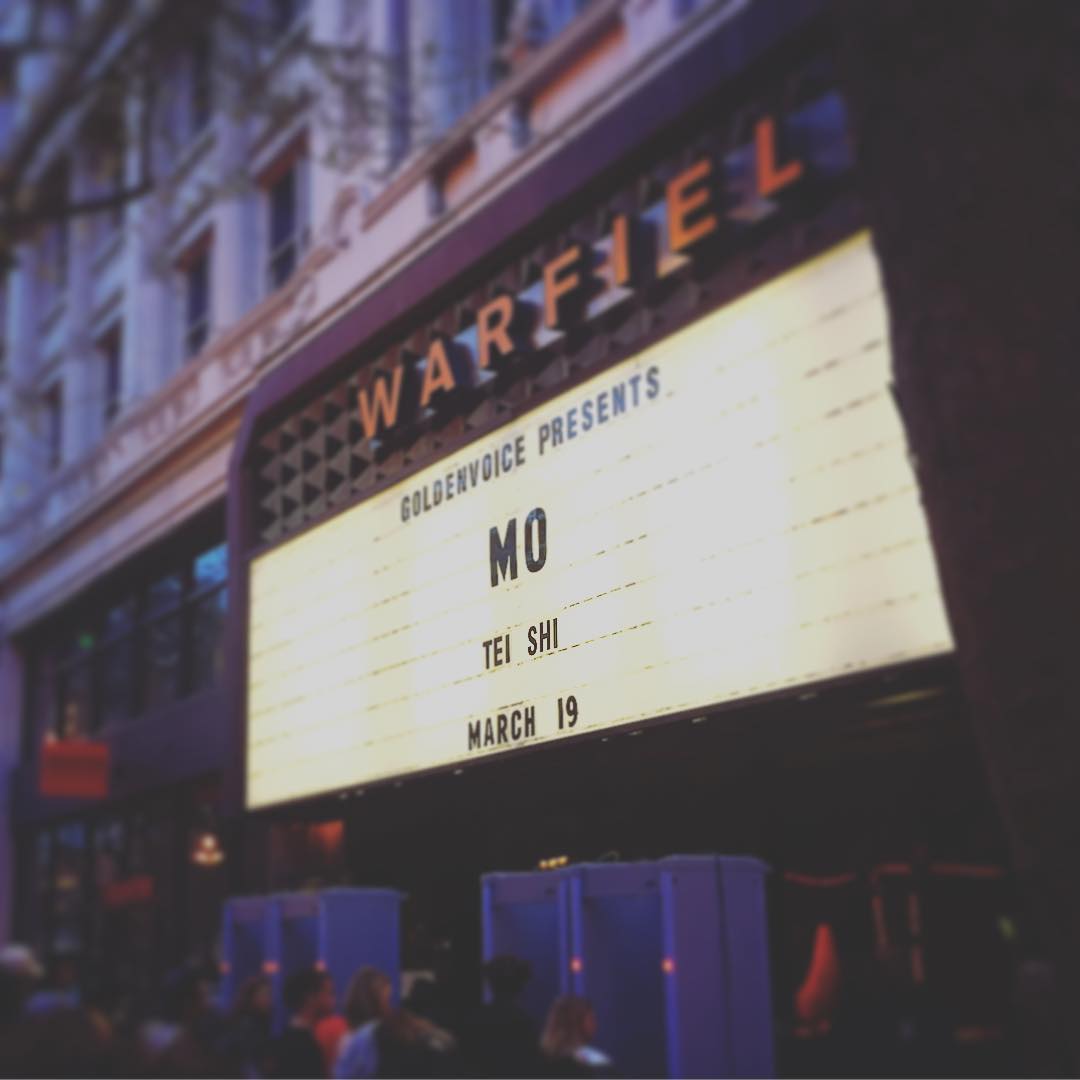 WARFIEL
GOLDENVOICE PRESENTS
MO
TEI SHI
MARCH 19